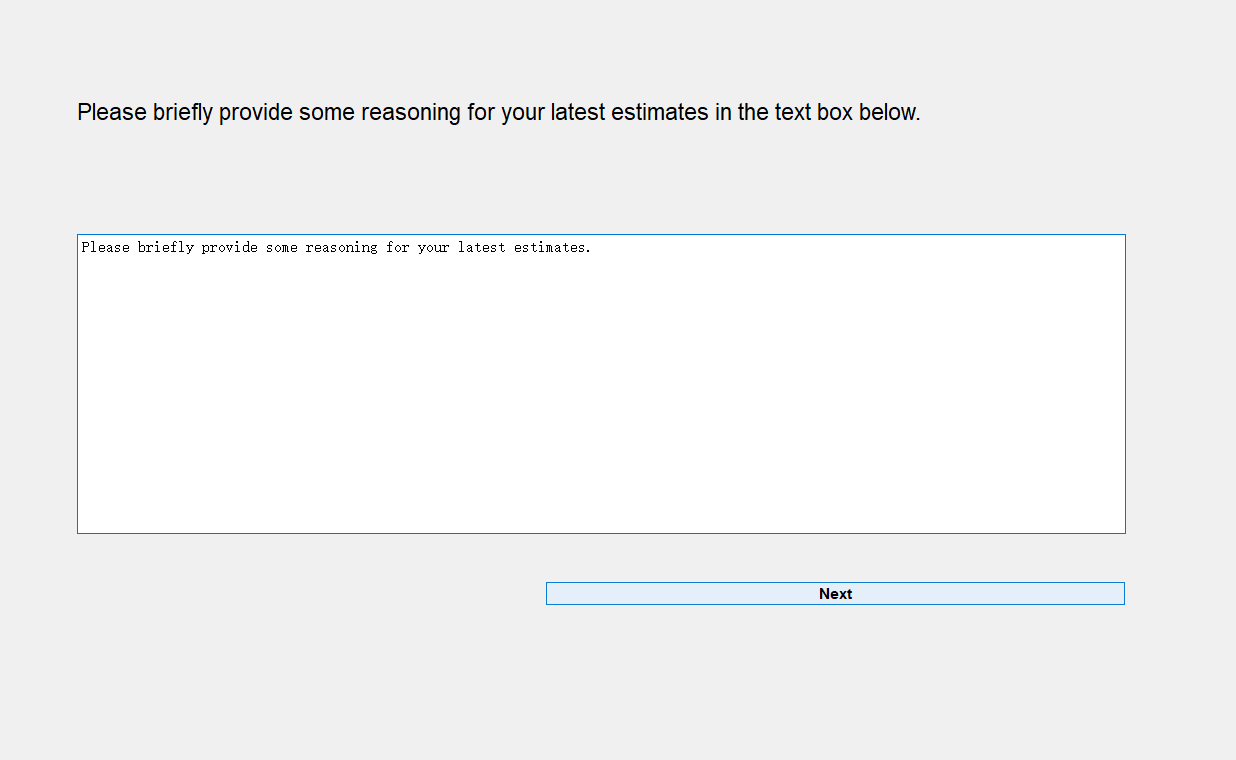 Please briefly provide some reasoning for your latest estimates in the text box below.
Please briefly provide some reasoning for your latest estimates.
Next